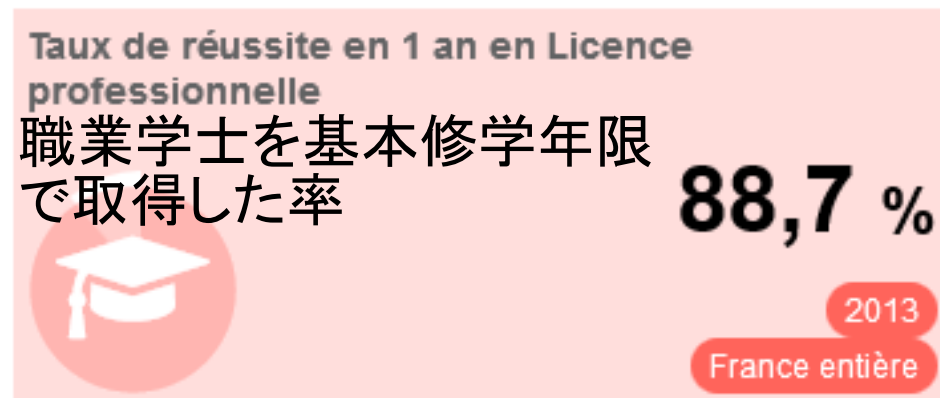 Taux de réussite en 1 an en Licence
professionnelle
職業学士を基本修学年限
で取得した率
88,7 %
2013
France entière